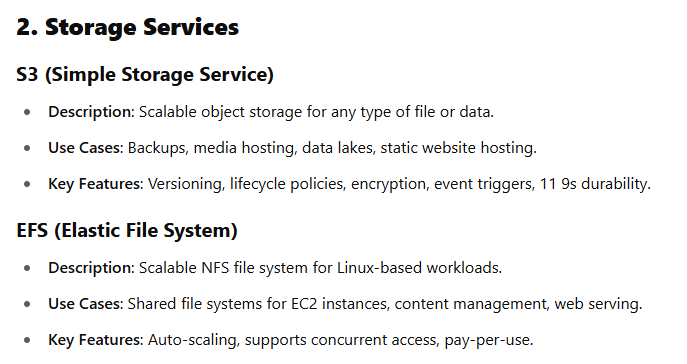 2. Storage Services
S3 (Simple Storage Service)
Description: Scalable object storage for any type of file or data.
Use Cases: Backups, media hosting, data lakes, static website hosting.
Key Features: Versioning, lifecycle policies, encryption, event triggers, 11 9s durability.
EFS (Elastic File System)
Description: Scalable NFS file system for Linux-based workloads.
Use Cases: Shared file systems for EC2 instances, content management, web serving.
Key Features: Auto-scaling, supports concurrent access, pay-per-use.